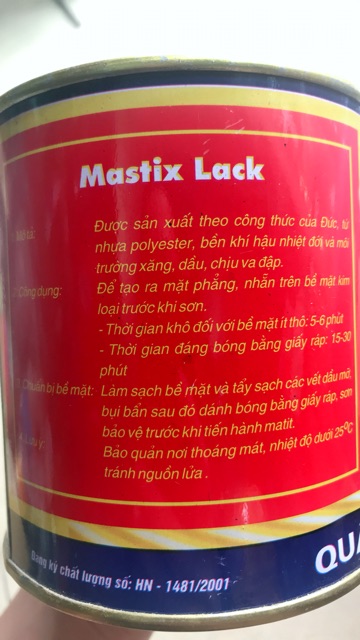 Mastix Lack
Mô tả: Được sản xuất theo công thức của Đức, từ
nhựa polyester, bền khí hậu nhiệt đới và môi
trường xăng, dầu, chịu va đập.
Công dụng: Để tạo ra mặt phẳng, nhẵn trên bề mặt kim
loại trước khi sơn.
- Thời gian khô đối với bề mặt ít thô: 5-6 phút
- Thời gian đáng bóng bằng giấy ráp: 15-30
phút
Chuẩn bị bề mặt: Làm sạch bề mặt và tẩy sạch các vết dầu mỡ,
bụi bẩn sau đó dánh bóng bằng giấy ráp, sơn
bảo vệ trước khi tiến hành matit.
Lưu ý: Bảo quản nơi thoáng mát, nhiệt độ dưới 25°C
tránh nguồn lửa.
Đăng ký chất lượng số: HN - 1481/2001
QUA